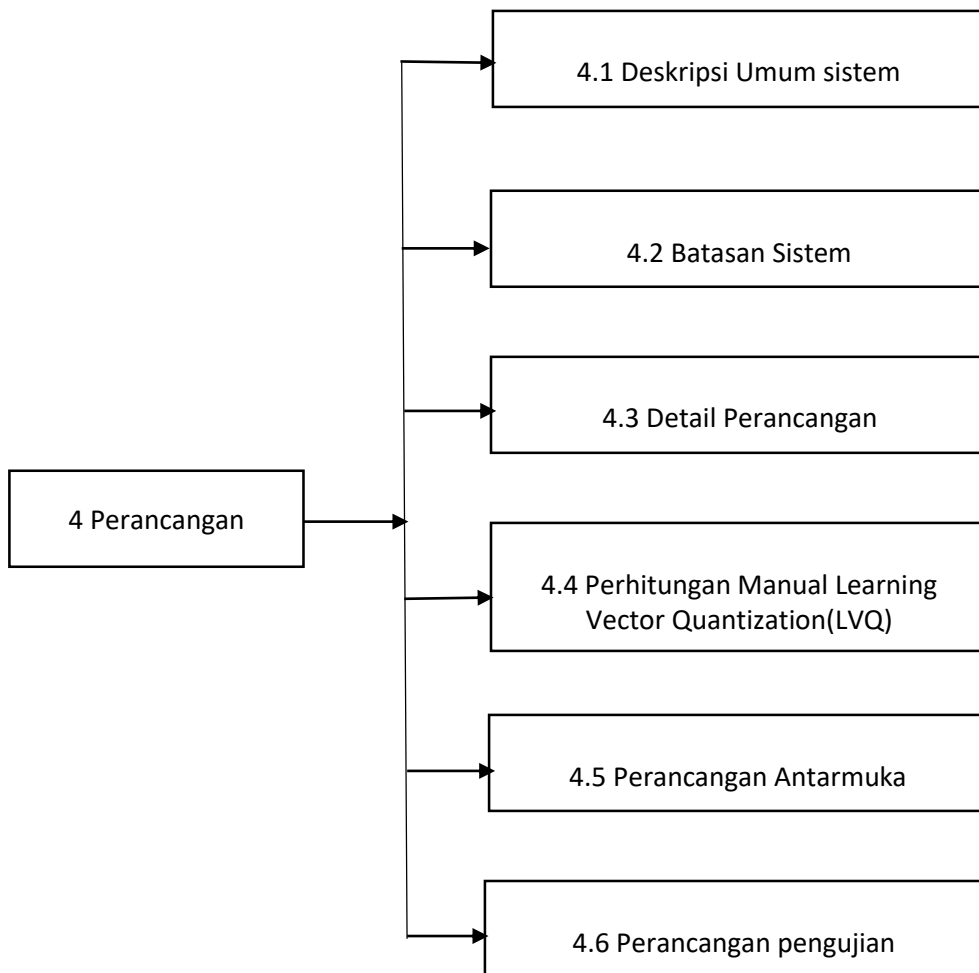 4.1 Deskripsi Umum sistem
4.2 Batasan Sistem
4.3 Detail Perancangan
4 Perancangan
4.4 Perhitungan Manual Learning
Vector Quantization(LVQ)
4.5 Perancangan Antarmuka
4.6 Perancangan pengujian